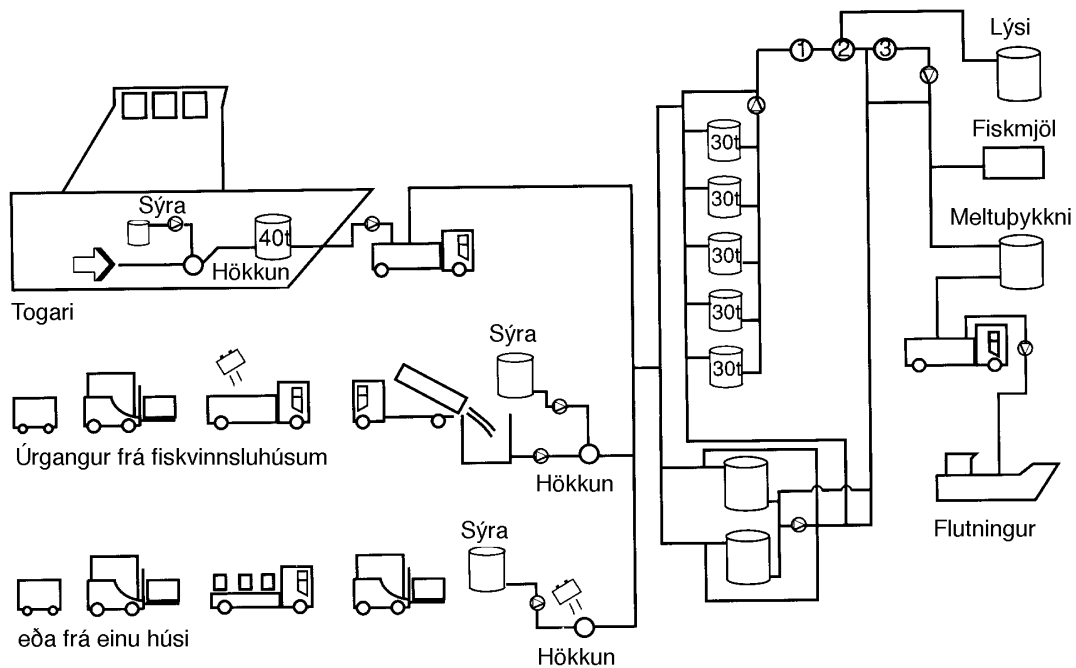 Lýsi
① ② ③
Fiskmjöl
30t
30t
30t
30t
30t
Sýra
40t
Hökkun
Meltuþykkni
Togari
Sýra
Úrgangur frá fiskvinnsluhúsum
Hökkun
Flutningur
Sýra
eða frá einu húsi
Hökkun